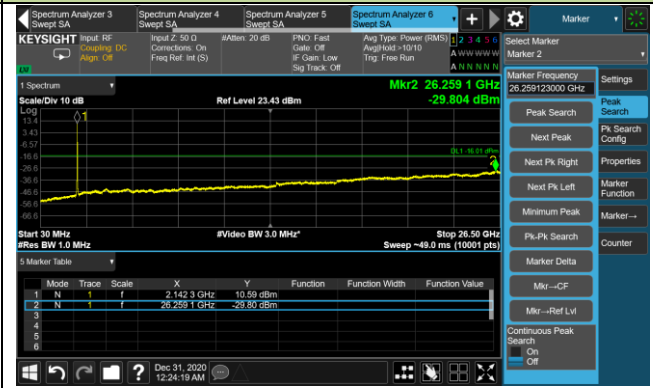 Spectrum Analyzer 3
Swept SA
Spectrum Analyzer 4
Swept SA
Spectrum Analyzer 5
Swept SA
Spectrum Analyzer 6
Swept SA
Marker
KEYSIGHT
Input: RF
Coupling: DC
Align: Off
Input Z: 50 Ω
Corrections: On
Freq Ref: Int (S)
#Atten: 20 dB
PNO: Fast
Gate: Off
IF Gain: Low
Sig Track: Off
Avg Type: Power (RMS)
Avg|Hold:>10/10
Trig: Free Run
1 2 3 4 5 6
A W W W W W
A N N N N N
LXI
1 Spectrum
Scale/Div 10 dB
Log
Ref Level 23.43 dBm
Mkr2 26.259 1 GHz
-29.804 dBm
13.4
3.43
-6.57
-16.6
-26.6
-36.6
-46.6
-56.6
-66.6
1
DL1 -16.01 dBm
2
Start 30 MHz
#Res BW 1.0 MHz
#Video BW 3.0 MHz*
Stop 26.50 GHz
Sweep ~49.0 ms (10001 pts)
5 Marker Table
Mode Trace Scale X Y Function Function Width Function Value
1 N 1 f 2.142 3 GHz 10.59 dBm
2 N 1 f 26.259 1 GHz -29.80 dBm
3
4
5
6
Dec 31, 2020
12:24:19 AM
Select Marker
Marker 2
Marker Frequency
26.259123000 GHz
Peak Search
Next Peak
Next Pk Right
Next Pk Left
Minimum Peak
Pk-Pk Search
Marker Delta
Mkr→CF
Mkr→Ref Lvl
Continuous Peak
Search
On
Off
Settings
Peak
Search
Pk Search
Config
Properties
Marker
Function
Marker→
Counter